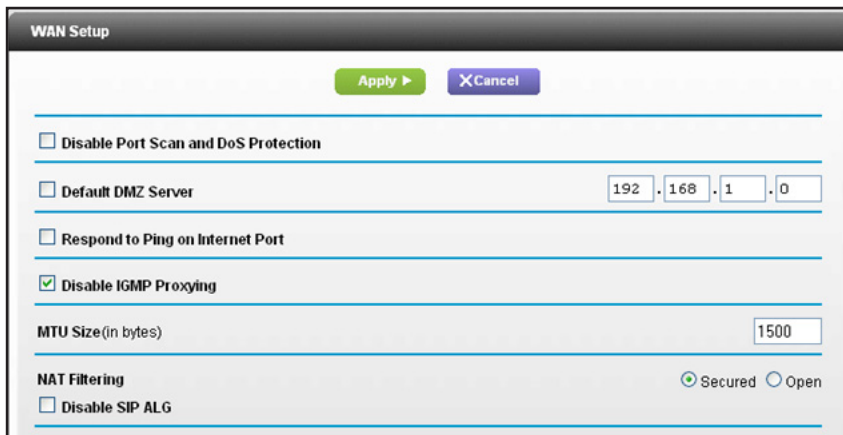 WAN Setup
Apply
Cancel
Disable Port Scan and DoS Protection
Default DMZ Server 192 . 168 . 1 . 0
Respond to Ping on Internet Port
Disable IGMP Proxying
MTU Size(in bytes) 1500
NAT Filtering Secured Open
Disable SIP ALG